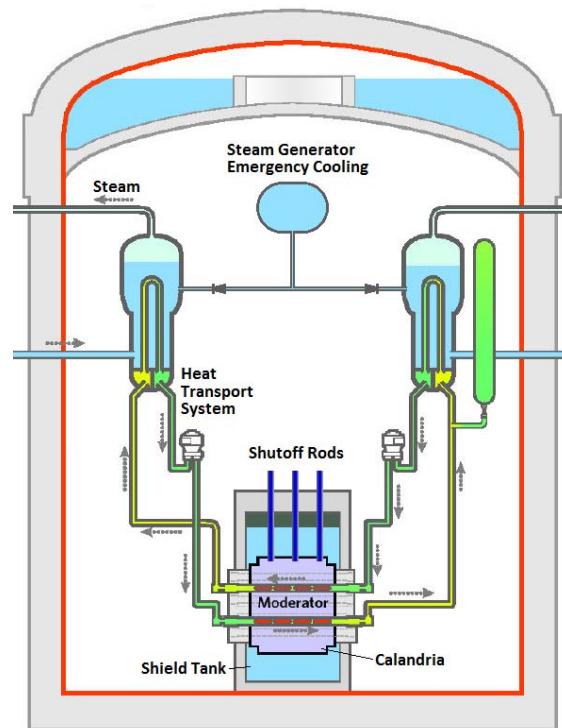 Steam Generator
Emergency Cooling
Steam
Heat
Transport
System
Shutoff Rods
Moderator
Calandria
Shield Tank